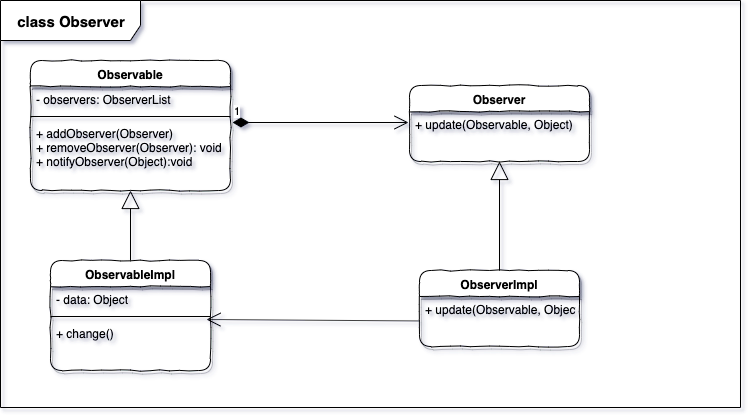 class Observer
Observable
- observers: ObserverList
+ addObserver(Observer)
+ removeObserver(Observer): void
+ notifyObserver(Object):void
1
Observer
+ update(Observable, Object)
ObservableImpl
- data: Object
+ change()
ObserverImpl
+ update(Observable, Objec